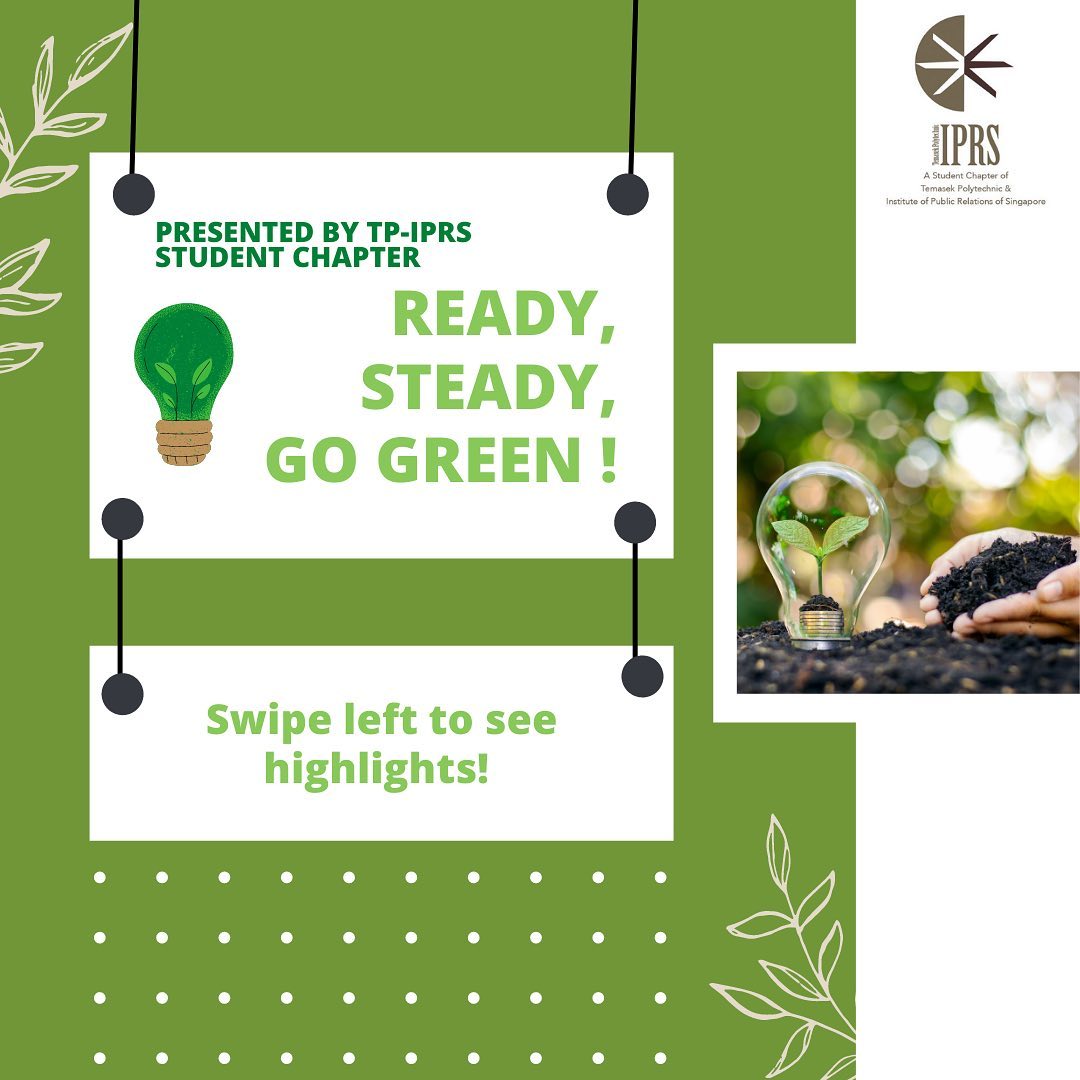 PRESENTED BY TP-IPRS
STUDENT CHAPTER
READY,
STEADY,
GO GREEN !
Swipe left to see
highlights!
Temasek Polytechnic
IPRS
A Student Chapter of
Temasek Polytechnic &
Institute of Public Relations of Singapore